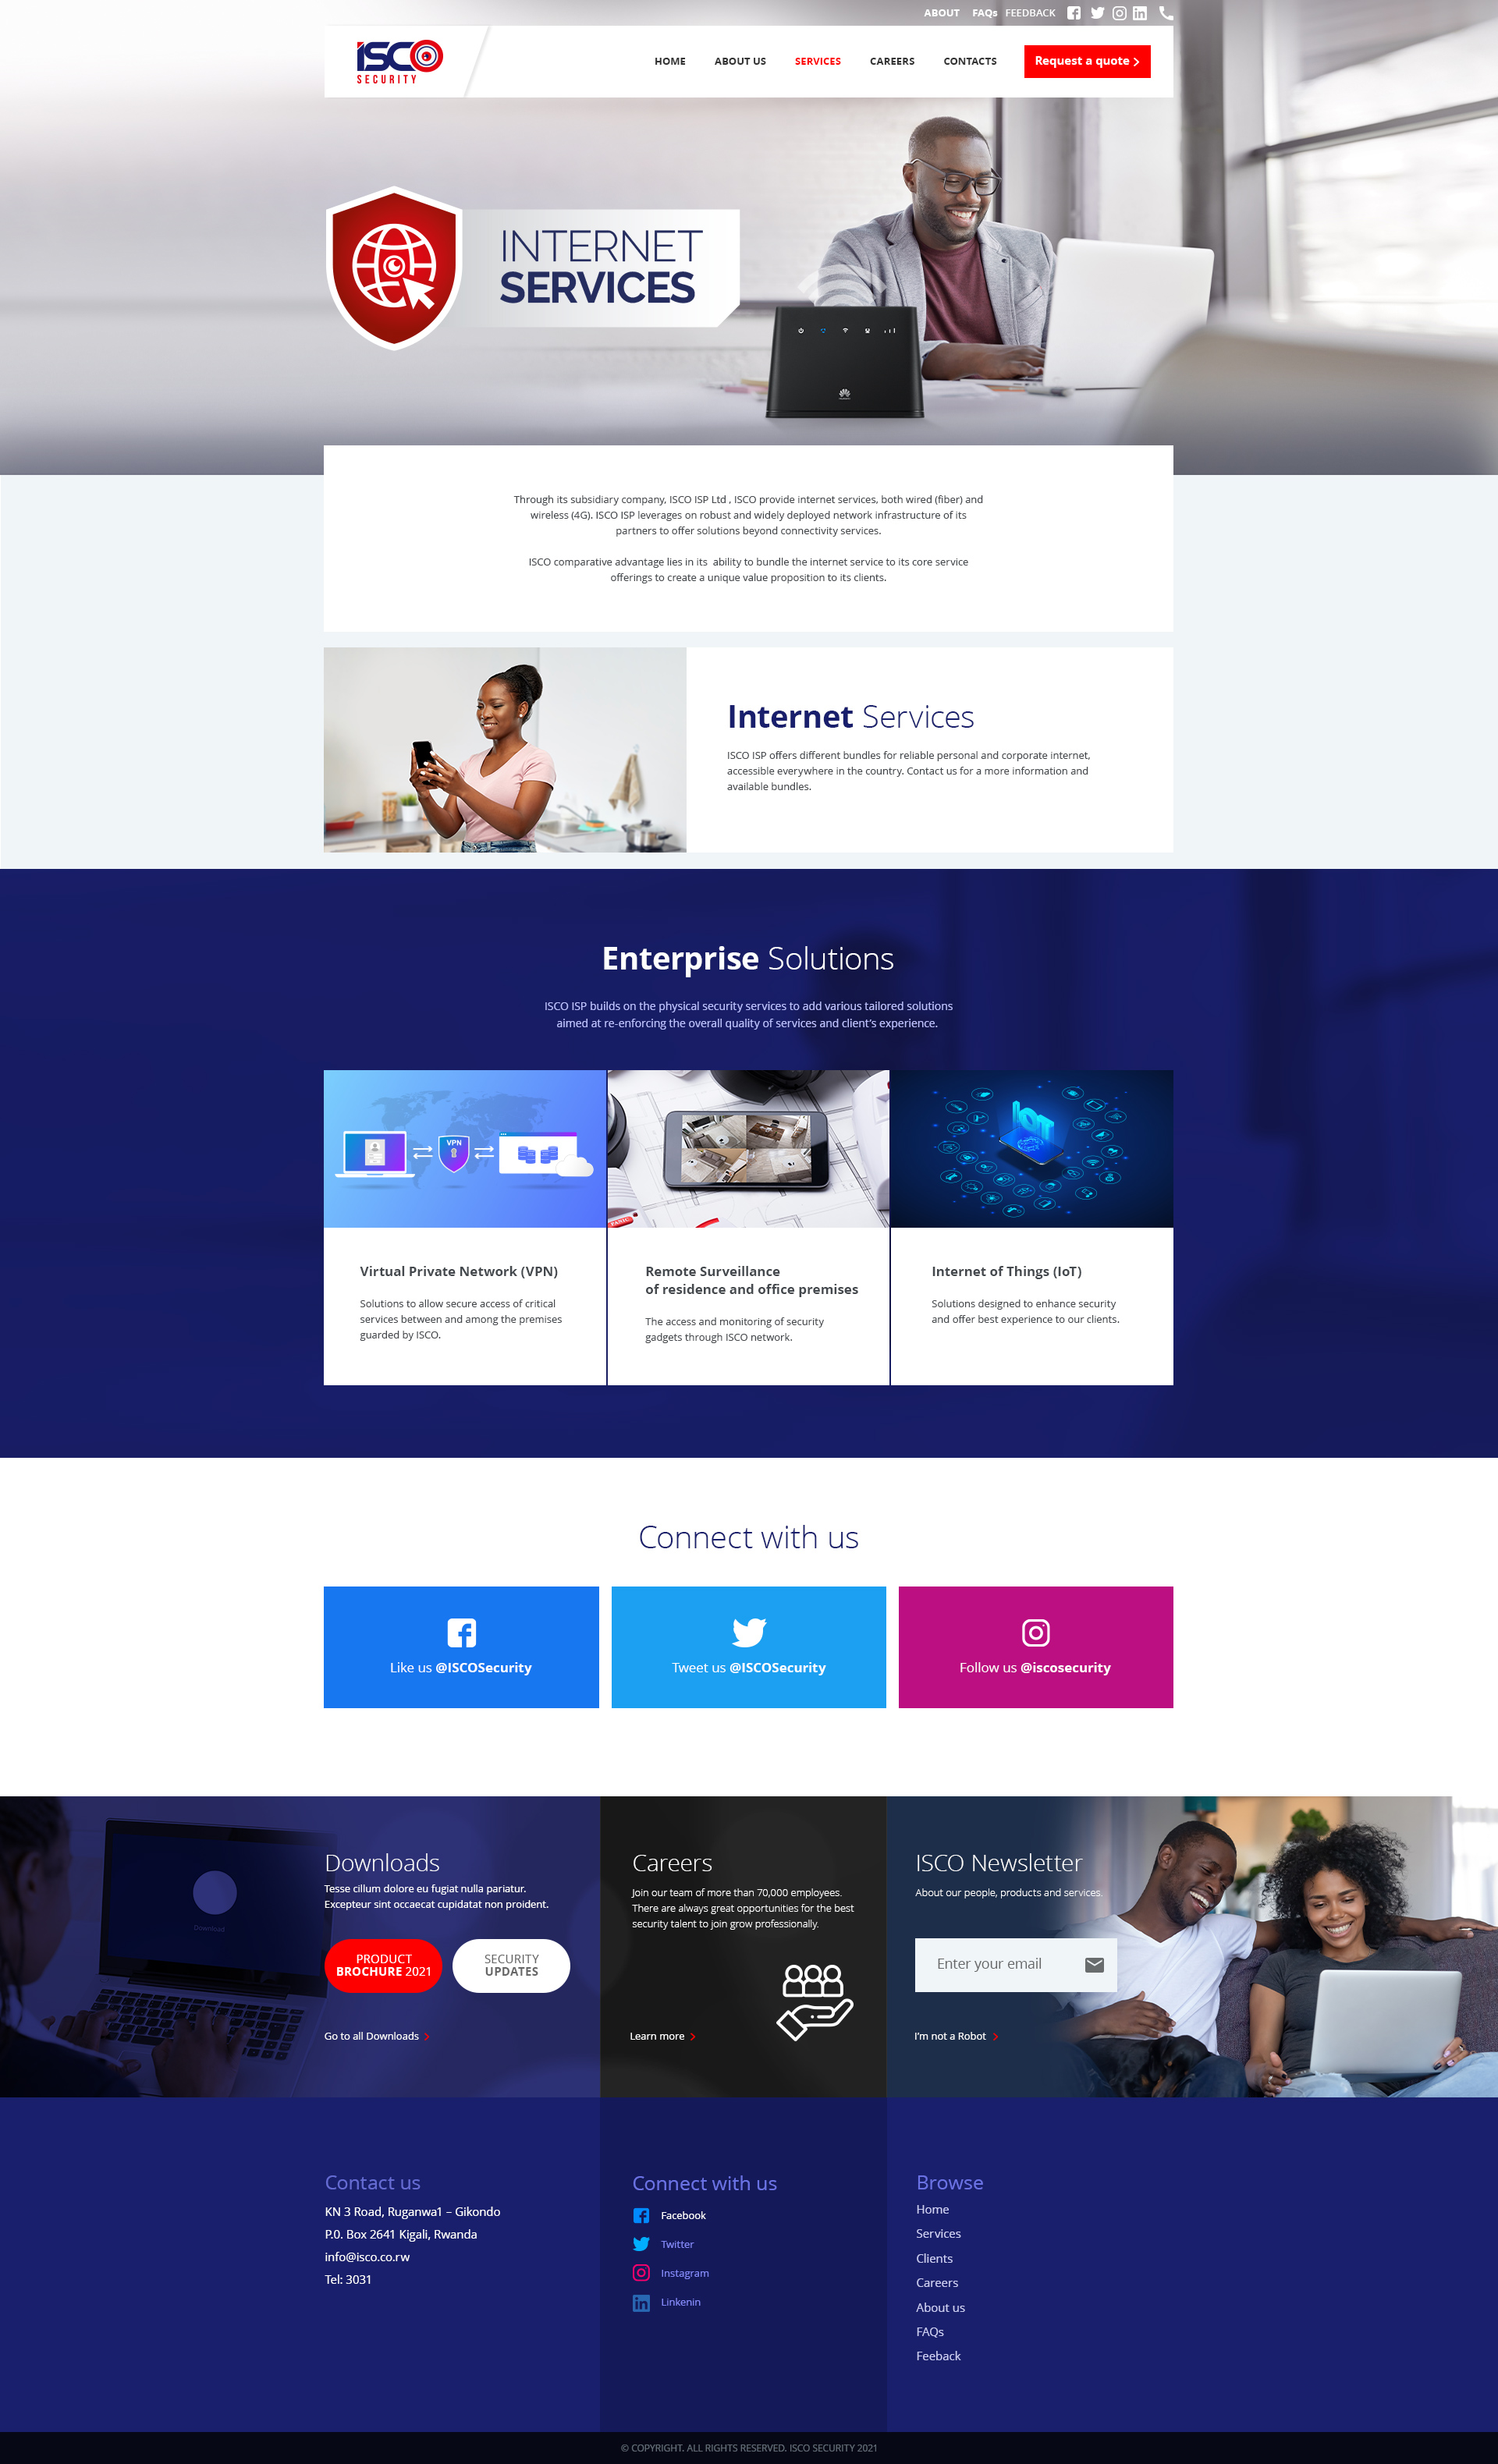 ABOUT FAQs FEEDBACK
ISCO
SECURITY
HOME ABOUT US SERVICES CAREERS CONTACTS Request a quote
INTERNET
SERVICES
Through its subsidiary company, ISCO ISP Ltd , ISCO provide internet services, both wired (fiber) and
wireless (4G). ISCO ISP leverages on robust and widely deployed network infrastructure of its
partners to offer solutions beyond connectivity services.
ISCO comparative advantage lies in its ability to bundle the internet service to its core service
offerings to create a unique value proposition to its clients.
Internet Services
ISCO ISP offers different bundles for reliable personal and corporate internet,
accessible everywhere in the country. Contact us for a more information and
available bundles.
Enterprise Solutions
ISCO ISP builds on the physical security services to add various tailored solutions
aimed at re-enforcing the overall quality of services and client’s experience.
VPN
IoT
Virtual Private Network (VPN)
Solutions to allow secure access of critical
services between and among the premises
guarded by ISCO.
PANIC
Remote Surveillance
of residence and office premises
The access and monitoring of security
gadgets through ISCO network.
Internet of Things (IoT)
Solutions designed to enhance security
and offer best experience to our clients.
Connect with us
Like us @ISCOSecurity
Tweet us @ISCOSecurity
Follow us @iscosecurity
Downloads
Tesse cillum dolore eu fugiat nulla pariatur.
Excepteur sint occaecat cupidatat non proident.
Download
PRODUCT
BROCHURE 2021
SECURITY
UPDATES
Go to all Downloads
Careers
Join our team of more than 70,000 employees.
There are always great opportunities for the best
security talent to join grow professionally.
Learn more
ISCO Newsletter
About our people, products and services.
Enter your email
I’m not a Robot
Contact us
KN 3 Road, Ruganwa1 – Gikondo
P.0. Box 2641 Kigali, Rwanda
info@isco.co.rw
Tel: 3031
Connect with us
Facebook
Twitter
Instagram
Linkenin
Browse
Home
Services
Clients
Careers
About us
FAQs
Feeback
© COPYRIGHT. ALL RIGHTS RESERVED. ISCO SECURITY 2021